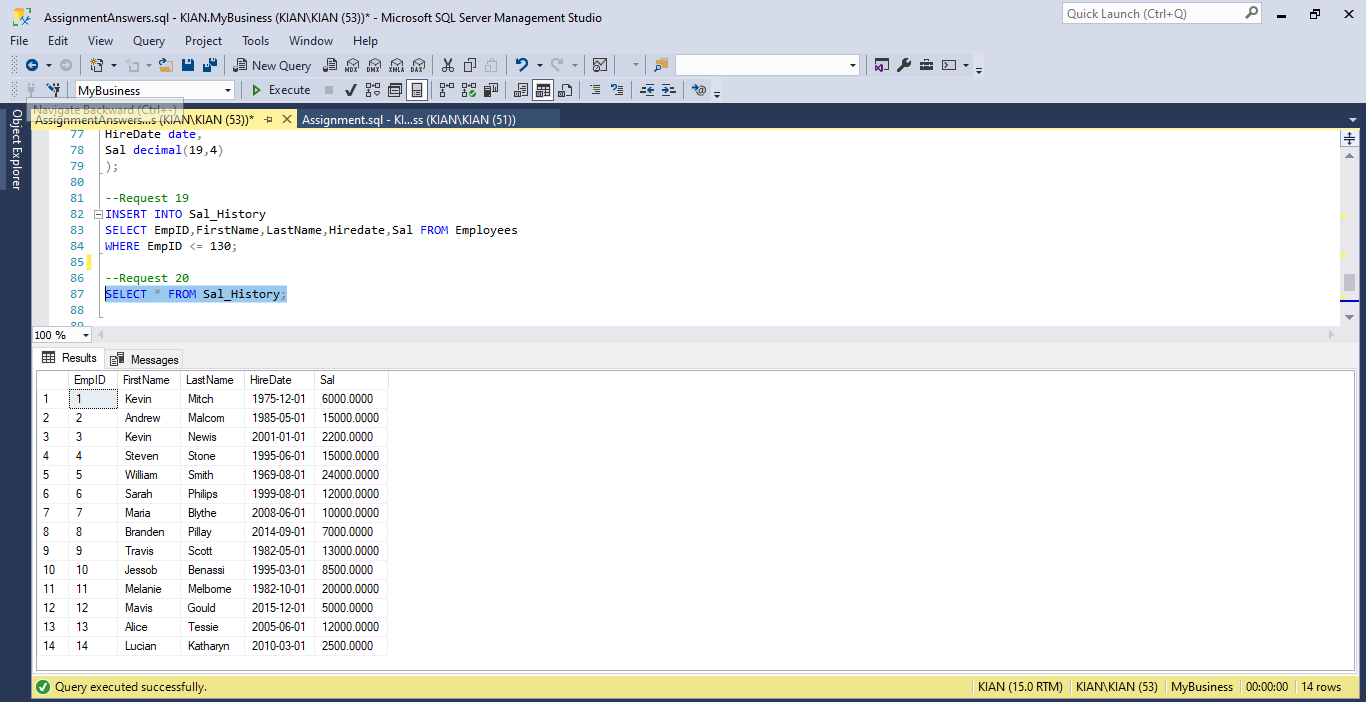 AssignmentAnswers.sql - KIAN.MyBusiness (KIAN\KIAN (53))* - Microsoft SQL Server Management Studio
Quick Launch (Ctrl+Q)
File Edit View Query Project Tools Window Help
New Query
MDX DMX XMLA DAX
MyBusiness Execute
Navigate Backward (Ctrl+-)
AssignmentAnswers...s (KIAN\KIAN (53))* Assignment.sql - KI...ss (KIAN\KIAN (51))
Object Explorer
77 HireDate date,
78 Sal decimal(19,4)
79 );
80
81 --Request 19
82 INSERT INTO Sal_History
83 SELECT EmpID,FirstName,LastName,Hiredate,Sal FROM Employees
84 WHERE EmpID <= 130;
85
86 --Request 20
87 SELECT * FROM Sal_History;
88
89
100 %
Results Messages
EmpID FirstName LastName HireDate Sal
1 1 Kevin Mitch 1975-12-01 6000.0000
2 2 Andrew Malcom 1985-05-01 15000.0000
3 3 Kevin Newis 2001-01-01 2200.0000
4 4 Steven Stone 1995-06-01 15000.0000
5 5 William Smith 1969-08-01 24000.0000
6 6 Sarah Philips 1999-08-01 12000.0000
7 7 Maria Blythe 2008-06-01 10000.0000
8 8 Branden Pillay 2014-09-01 7000.0000
9 9 Travis Scott 1982-05-01 13000.0000
10 10 Jessob Benassi 1995-03-01 8500.0000
11 11 Melanie Melborne 1982-10-01 20000.0000
12 12 Mavis Gould 2015-12-01 5000.0000
13 13 Alice Tessie 2005-06-01 12000.0000
14 14 Lucian Katharyn 2010-03-01 2500.0000
Query executed successfully. KIAN (15.0 RTM) KIAN\KIAN (53) MyBusiness 00:00:00 14 rows